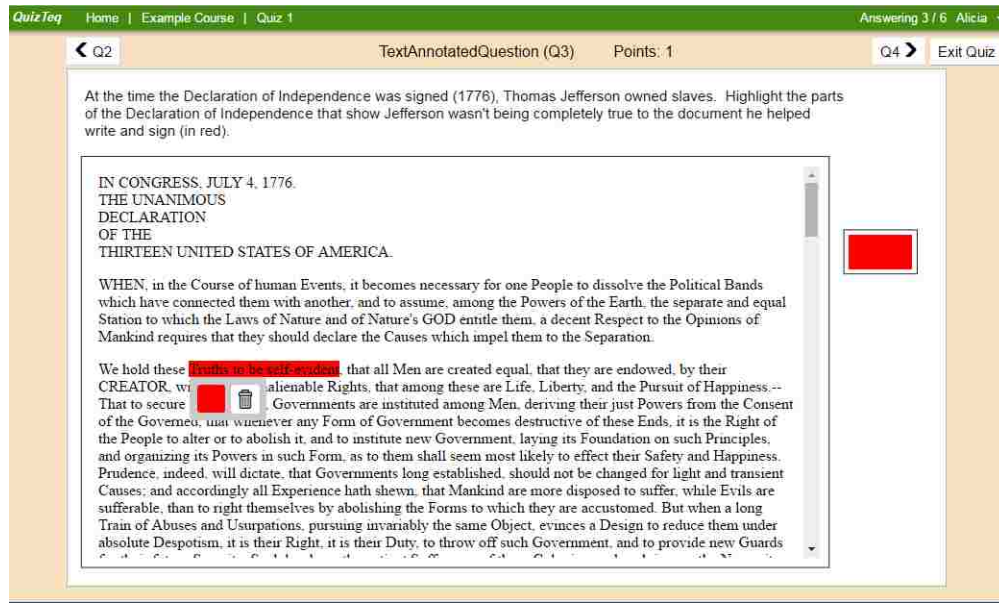 QuizTeq Home | Example Course | Quiz 1 Answering 3 / 6 Alicia
Q2 TextAnnotatedQuestion (Q3) Points: 1 Q4 Exit Quiz
At the time the Declaration of Independence was signed (1776), Thomas Jefferson owned slaves. Highlight the parts
of the Declaration of Independence that show Jefferson wasn't being completely true to the document he helped
write and sign (in red).
IN CONGRESS, JULY 4, 1776.
THE UNANIMOUS
DECLARATION
OF THE
THIRTEEN UNITED STATES OF AMERICA.
WHEN, in the Course of human Events, it becomes necessary for one People to dissolve the Political Bands
which have connected them with another, and to assume, among the Powers of the Earth, the separate and equal
Station to which the Laws of Nature and of Nature's GOD entitle them, a decent Respect to the Opinions of
Mankind requires that they should declare the Causes which impel them to the Separation.
We hold these Truths to be self-evident, that all Men are created equal, that they are endowed, by their
CREATOR, alienable Rights, that among these are Life, Liberty, and the Pursuit of Happiness.--
That to secure , Governments are instituted among Men, deriving their just Powers from the Consent
of the Governed, that whenever any Form of Government becomes destructive of these Ends, it is the Right of
the People to alter or to abolish it, and to institute new Government, laying its Foundation on such Principles,
and organizing its Powers in such Form, as to them shall seem most likely to effect their Safety and Happiness.
Prudence, indeed, will dictate, that Governments long established, should not be changed for light and transient
Causes; and accordingly all Experience hath shewn, that Mankind are more disposed to suffer, while Evils are
sufferable, than to right themselves by abolishing the Forms to which they are accustomed. But when a long
Train of Abuses and Usurpations, pursuing invariably the same Object, evinces a Design to reduce them under
absolute Despotism, it is their Right, it is their Duty, to throw off such Government, and to provide new Guards